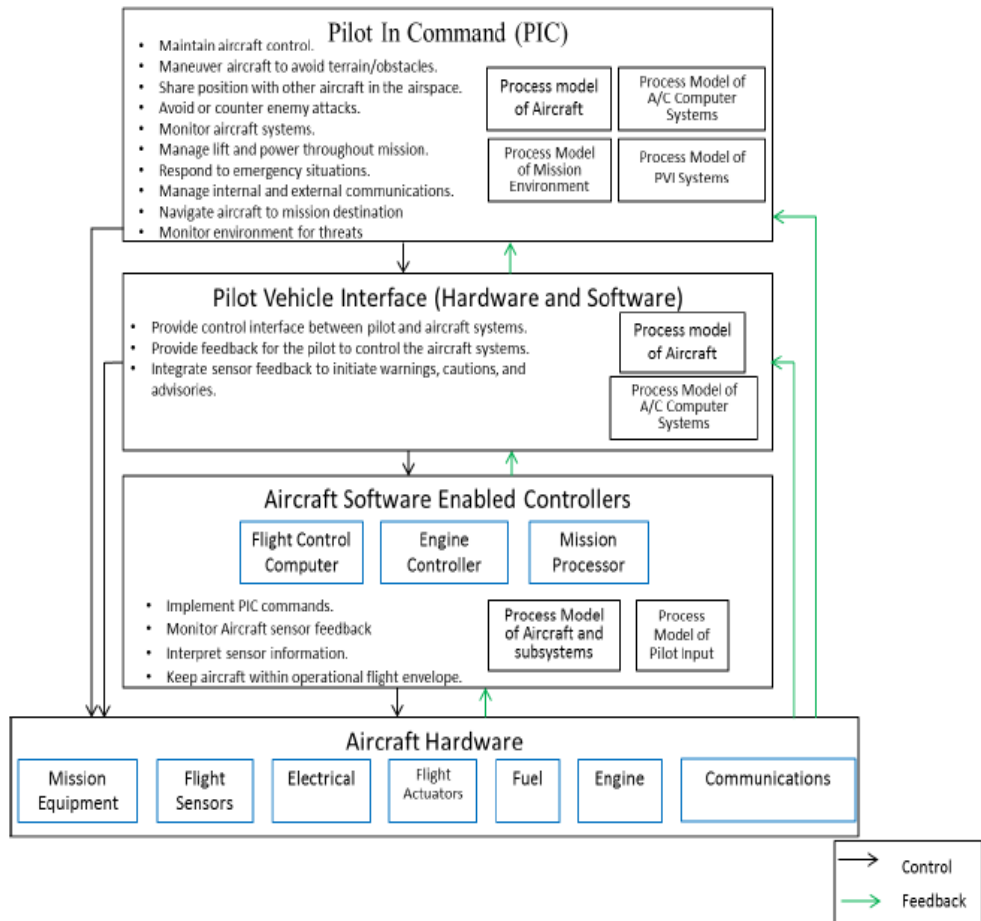 Pilot In Command (PIC)
• Maintain aircraft control.
• Maneuver aircraft to avoid terrain/obstacles.
• Share position with other aircraft in the airspace.
• Avoid or counter enemy attacks.
• Monitor aircraft systems.
• Manage lift and power throughout mission.
• Respond to emergency situations.
• Manage internal and external communications.
• Navigate aircraft to mission destination
• Monitor environment for threats
Process model
of Aircraft
Process Model of
A/C Computer
Systems
Process Model
of Mission
Environment
Process Model of
PVI Systems
Pilot Vehicle Interface (Hardware and Software)
• Provide control interface between pilot and aircraft systems.
• Provide feedback for the pilot to control the aircraft systems.
• Integrate sensor feedback to initiate warnings, cautions, and
advisories.
Process model
of Aircraft
Process Model of
A/C Computer
Systems
Aircraft Software Enabled Controllers
Flight Control
Computer
Engine
Controller
Mission
Processor
• Implement PIC commands.
• Monitor Aircraft sensor feedback
• Interpret sensor information.
• Keep aircraft within operational flight envelope.
Process Model
of Aircraft and
subsystems
Process
Model of
Pilot Input
Aircraft Hardware
Mission
Equipment
Flight
Sensors
Electrical
Flight
Actuators
Fuel
Engine
Communications
Control
Feedback